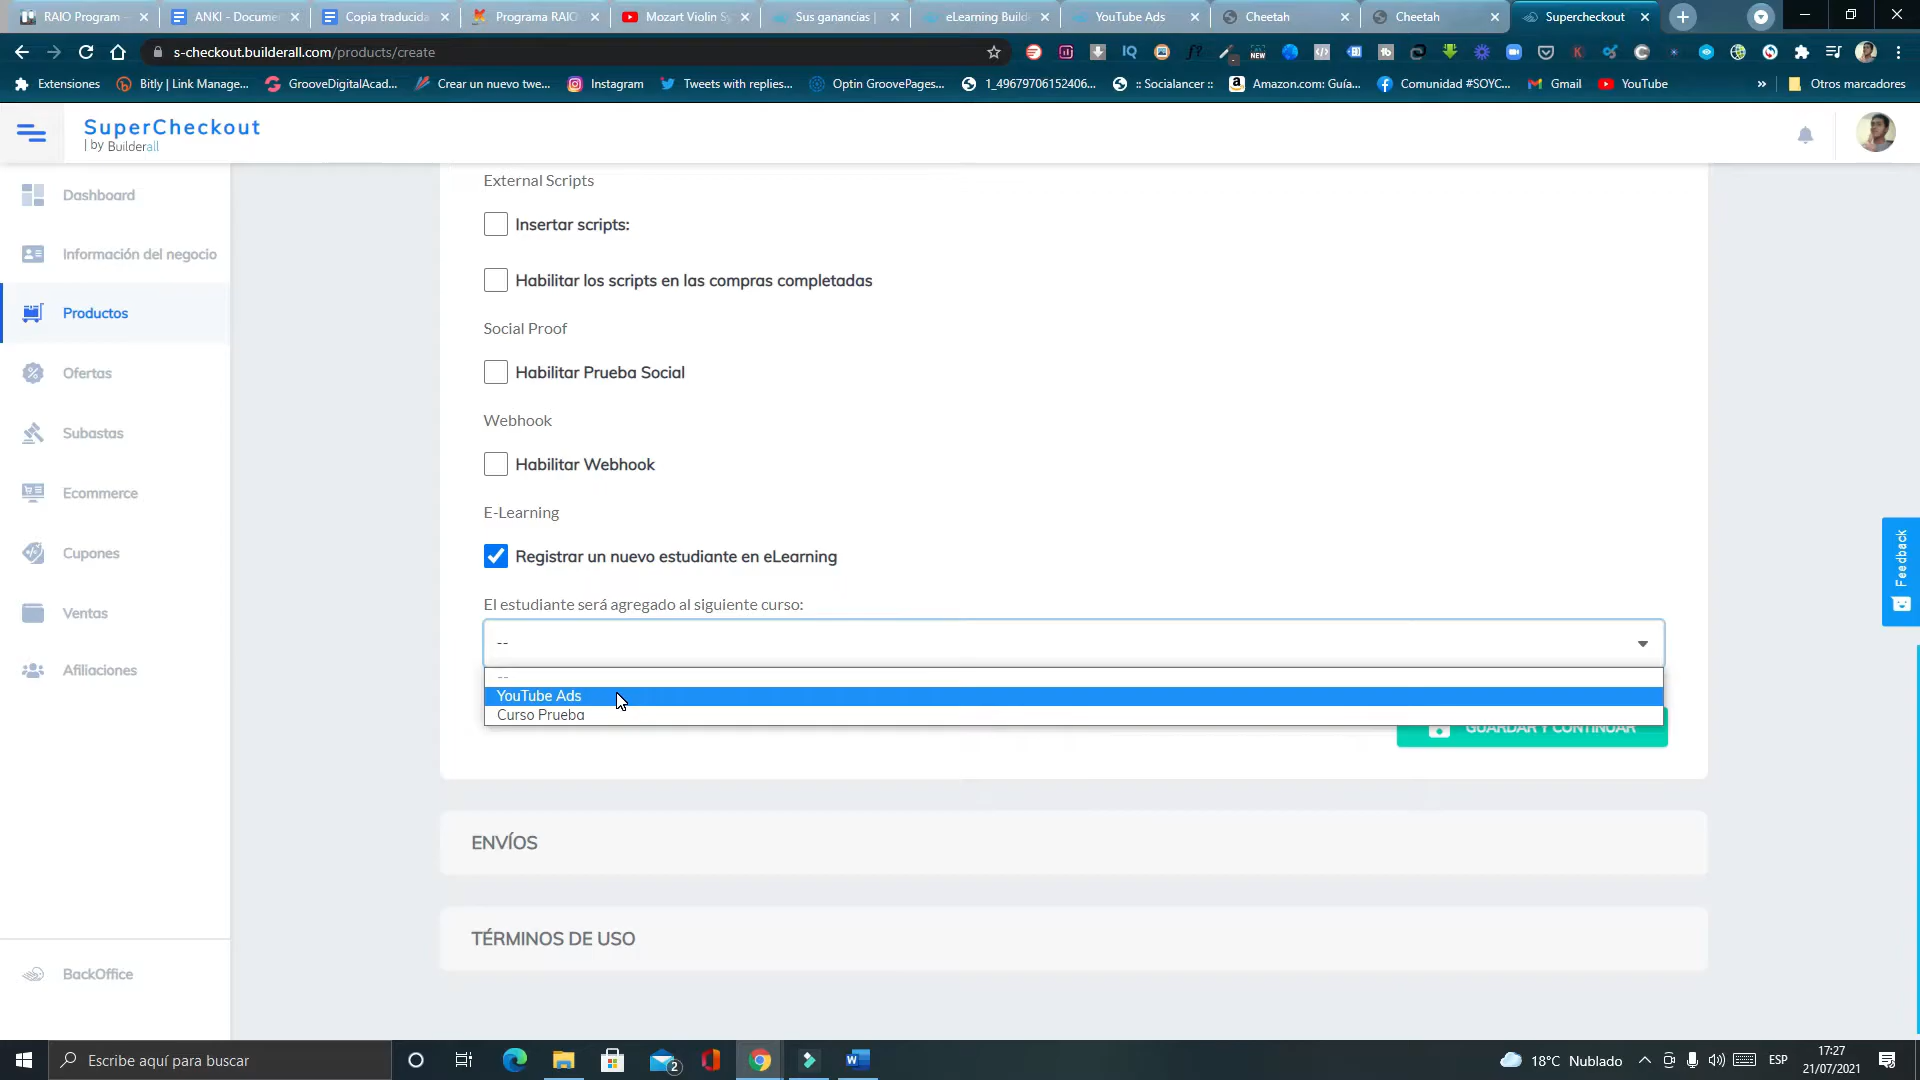 RAIO Program
ANKI - Docume
Copia traducida
Programa RAIO
Mozart Violin Sy
Sus ganancias |
eLearning Builde
YouTube Ads
Cheetah
Cheetah
Supercheckout
s-checkout.builderall.com/products/create
Extensiones
Bitly | Link Manage...
GrooveDigitalAcad...
Crear un nuevo twe...
Instagram
Tweets with replies...
Optin GroovePages...
1_49679706152406...
:: Socialancer ::
Amazon.com: Guía...
Comunidad #SOYC...
Gmail
YouTube
»
Otros marcadores
SuperCheckout
| by Builderall
Dashboard
Información del negocio
Productos
Ofertas
Subastas
Ecommerce
Cupones
Ventas
Afiliaciones
BackOffice
External Scripts
Insertar scripts:
Habilitar los scripts en las compras completadas
Social Proof
Habilitar Prueba Social
Webhook
Habilitar Webhook
E-Learning
Registrar un nuevo estudiante en eLearning
El estudiante será agregado al siguiente curso:
--
--
YouTube Ads
Curso Prueba
GUARDAR Y CONTINUAR
ENVÍOS
TÉRMINOS DE USO
Feedback
Escribe aquí para buscar
2
18°C Nublado
ESP
17:27
21/07/2021